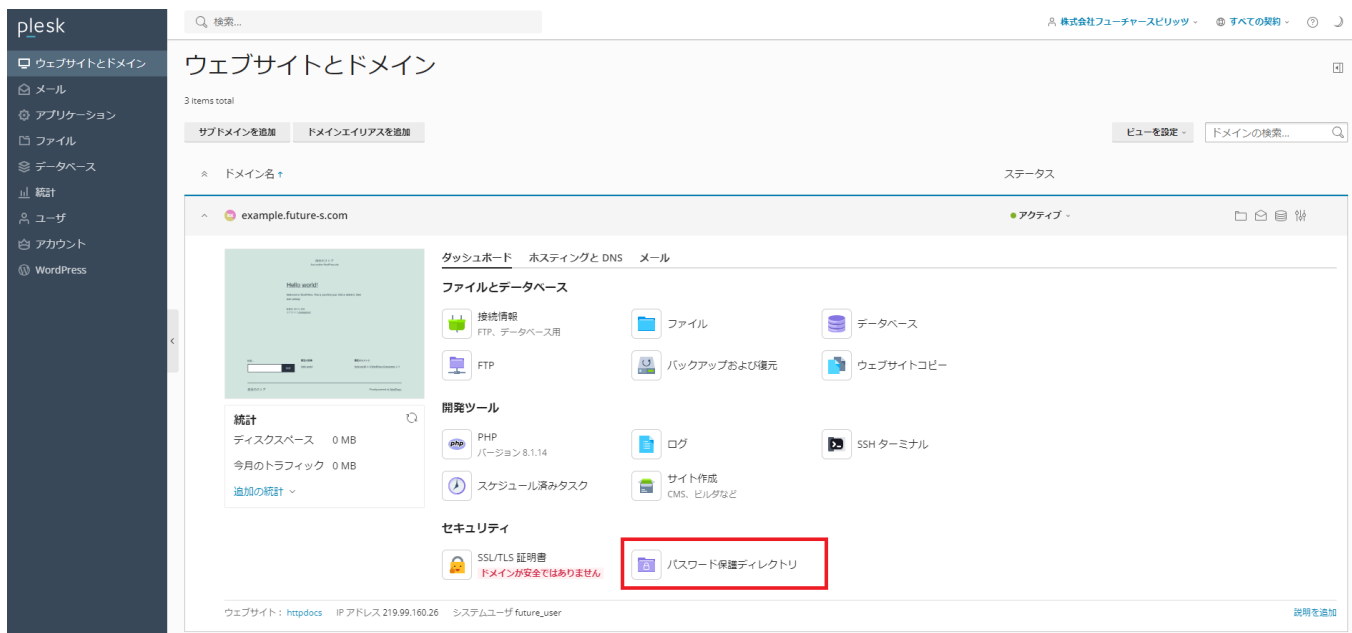 plesk
検索...
株式会社フューチャースピリッツ
すべての契約
ウェブサイトとドメイン
メール
アプリケーション
ファイル
データベース
統計
ユーザ
アカウント
WordPress
ウェブサイトとドメイン
3 items total
サブドメインを追加 ドメインエイリアスを追加
ビューを設定 ドメインの検索...
ドメイン名 ↑ ステータス
example.future-s.com アクティブ
Hello world!
ダッシュボード ホスティングと DNS メール
ファイルとデータベース
接続情報
FTP、データベース用
ファイル
データベース
FTP
バックアップおよび復元
ウェブサイトコピー
統計
ディスクスペース 0 MB
今月のトラフィック 0 MB
追加の統計
開発ツール
php
PHP
バージョン 8.1.14
ログ
SSH ターミナル
スケジュール済みタスク
サイト作成
CMS、ビルダなど
セキュリティ
SSL/TLS 証明書
ドメインが安全ではありません
パスワード保護ディレクトリ
ウェブサイト: httpdocs IP アドレス 219.99.160.26 システムユーザ future_user
説明を追加